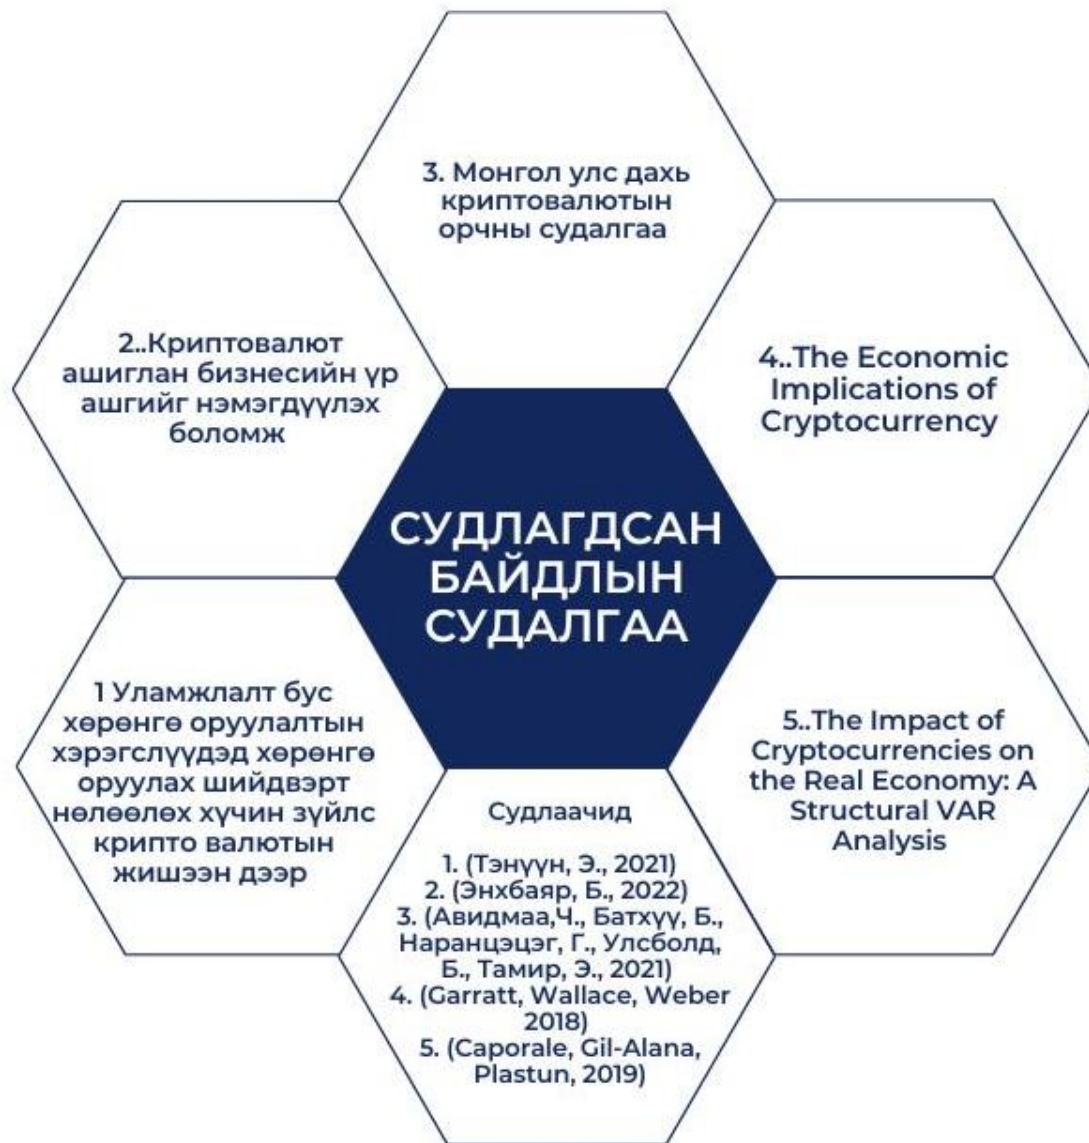 3. Монгол улс дахь
криптовалютын
орчны судалгаа
2..Криптовалют
ашиглан бизнесийн үр
ашгийг нэмэгдүүлэх
боломж
4..The Economic
Implications of
Cryptocurrency
СУДЛАГДСАН
БАЙДЛЫН
СУДАЛГАА
1 Уламжлалт бус
хөрөнгө оруулалтын
хэрэгслүүдэд хөрөнгө
оруулах шийдвэрт
нөлөөлөх хүчин зүйлс
крипто валютын
жишээн дээр
5..The Impact of
Cryptocurrencies on
the Real Economy: A
Structural VAR
Analysis
Судлаачид
1. (Тэнүүн, Э., 2021)
2. (Энхбаяр, Б., 2022)
3. (Авидмаа,Ч., Батхүү, Б.,
Наранцэцэг, Г., Улсболд,
Б., Тамир, Э., 2021)
4. (Garratt, Wallace, Weber
2018)
5. (Caporale, Gil-Alana,
Plastun, 2019)